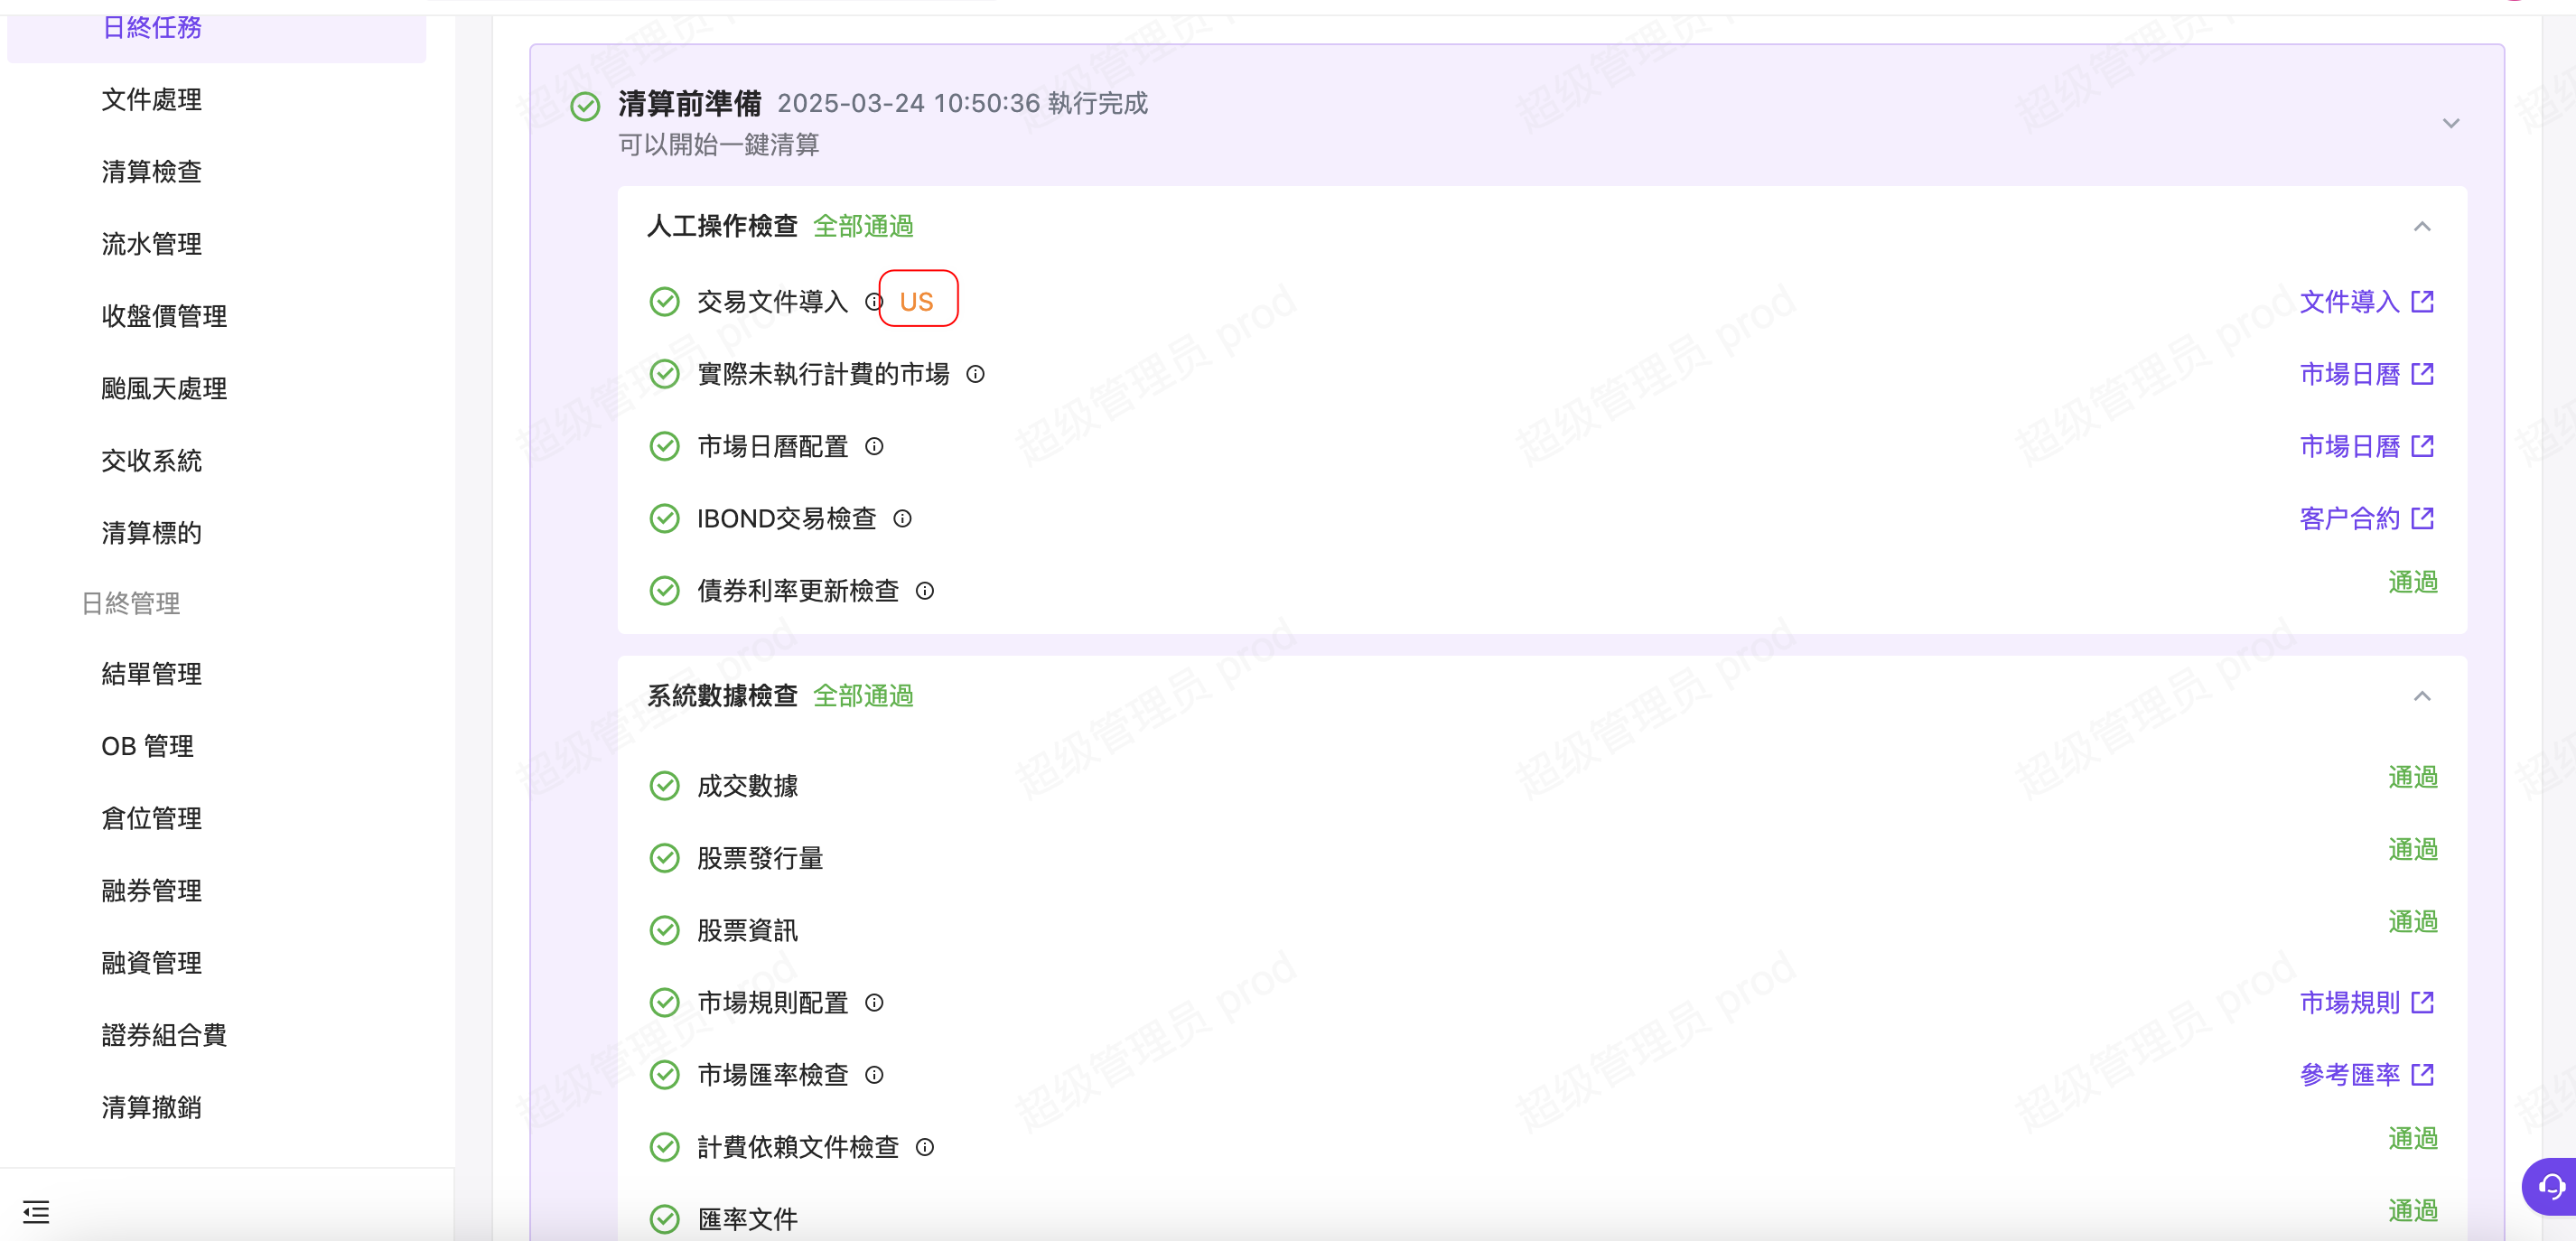 日終任務
文件處理
清算檢查
流水管理
收盤價管理
颱風天處理
交收系統
清算標的
日終管理
結單管理
OB 管理
倉位管理
融券管理
融資管理
證券組合費
清算撤銷
清算前準備 2025-03-24 10:50:36 執行完成
可以開始一鍵清算
人工操作檢查 全部通過
交易文件導入 US 文件導入
實際未執行計費的市場 市場日曆
市場日曆配置 市場日曆
IBOND交易檢查 客户合約
債券利率更新檢查 通過
系統數據檢查 全部通過
成交數據 通過
股票發行量 通過
股票資訊 通過
市場規則配置 市場規則
市場匯率檢查 參考匯率
計費依賴文件檢查 通過
匯率文件 通過
超级管理员 prod